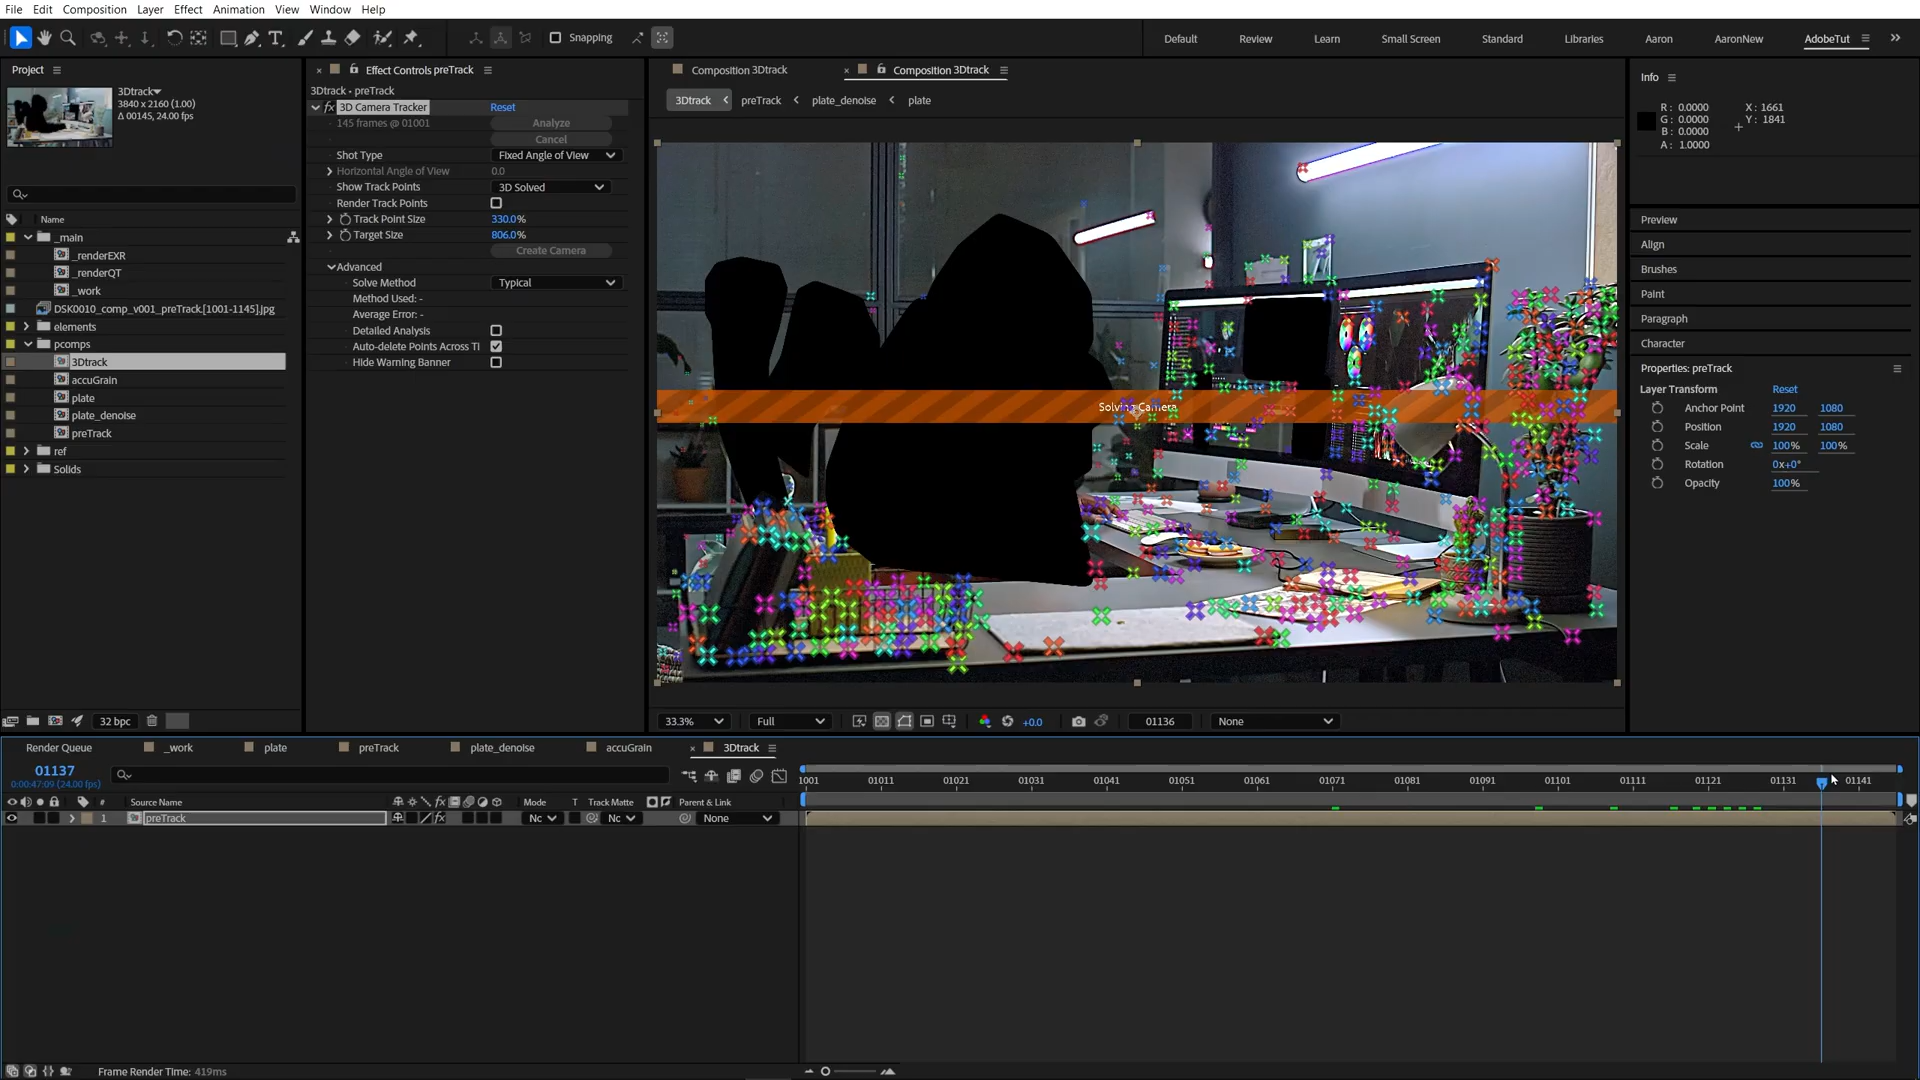 File Edit Composition Layer Effect Animation View Window Help
Snapping
Default Review Learn Small Screen Standard Libraries Aaron AaronNew AdobeTut
Project
3Dtrack
3840 x 2160 (1.00)
Δ 00145, 24.00 fps
Name
_main
_renderEXR
_renderQT
_work
DSK0010_comp_v001_preTrack.[1001-1145].jpg
elements
pcomps
3Dtrack
accuGrain
plate
plate_denoise
preTrack
ref
Solids
32 bpc
Effect Controls preTrack
3Dtrack • preTrack
fx 3D Camera Tracker Reset
145 frames @ 01001 Analyze
Cancel
Shot Type Fixed Angle of View
Horizontal Angle of View 0.0
Show Track Points 3D Solved
Render Track Points
Track Point Size 330.0%
Target Size 806.0%
Create Camera
Advanced
Solve Method Typical
Method Used: -
Average Error: -
Detailed Analysis
Auto-delete Points Across Ti
Hide Warning Banner
Composition 3Dtrack Composition 3Dtrack
3Dtrack preTrack plate_denoise plate
Solving Camera
33.3% Full +0.0 01136 None
Info
R: 0.0000 X: 1661
G: 0.0000 Y: 1841
B: 0.0000
A: 1.0000
Preview
Align
Brushes
Paint
Paragraph
Character
Properties: preTrack
Layer Transform Reset
Anchor Point 1920 1080
Position 1920 1080
Scale 100% 100%
Rotation 0x+0°
Opacity 100%
Render Queue _work plate preTrack plate_denoise accuGrain 3Dtrack
01137
0:00:47:09 (24.00 fps)
1001 01011 01021 01031 01041 01051 01061 01071 01081 01091 01101 01111 01121 01131 01141
# Source Name fx Mode T Track Matte Parent & Link
1 preTrack fx Nc Nc None
Frame Render Time: 419ms